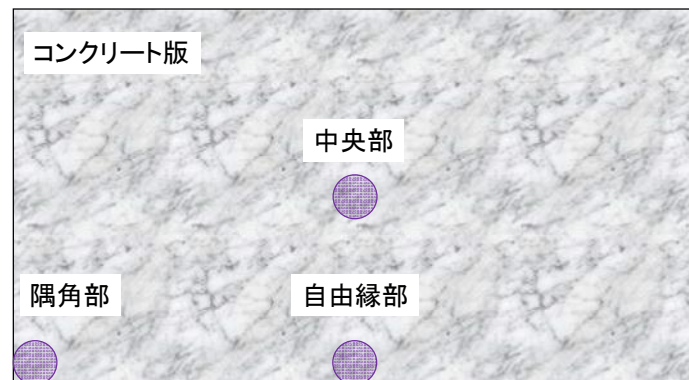 コンクリート版
中央部
隅角部
自由縁部